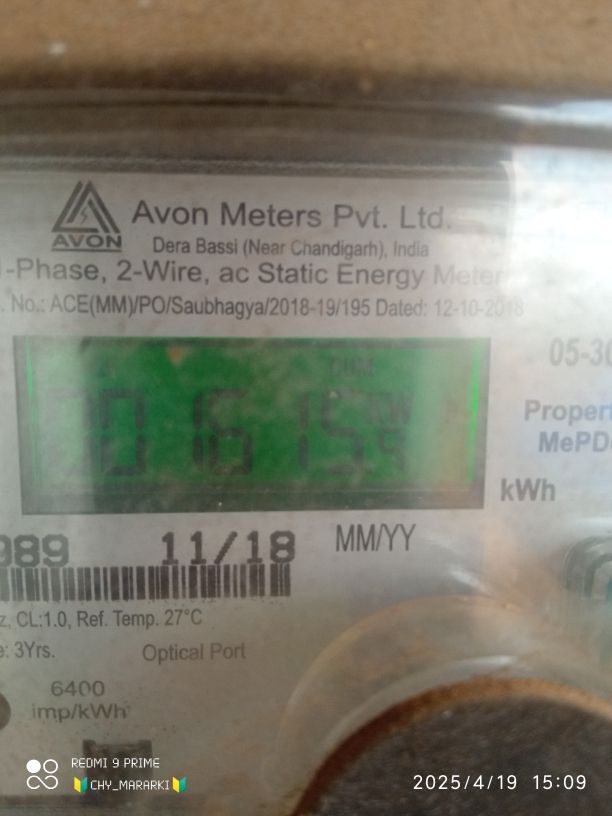 AVON
Avon Meters Pvt. Ltd.
Dera Bassi (Near Chandigarh), India
-Phase, 2-Wire, ac Static Energy Meter
. No.: ACE(MM)/PO/Saubhagya/2018-19/195 Dated: 12-10-2018
05-30
CUM
001615.9
kWh
Propert
MePD
989
11/18
MM/YY
z, CL:1.0, Ref. Temp. 27°C
e: 3Yrs.
Optical Port
6400
imp/kWh
REDMI 9 PRIME
CHY_MARARKI
2025/4/19 15:09